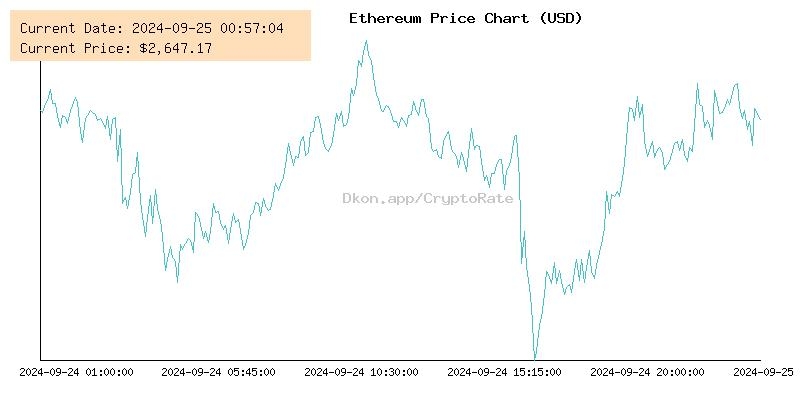 Ethereum Price Chart (USD)
Current Date: 2024-09-25 00:57:04
Current Price: $2,647.17
Dkon.app/CryptoRate
2024-09-24 01:00:00 2024-09-24 05:45:00 2024-09-24 10:30:00 2024-09-24 15:15:00 2024-09-24 20:00:00 2024-09-25